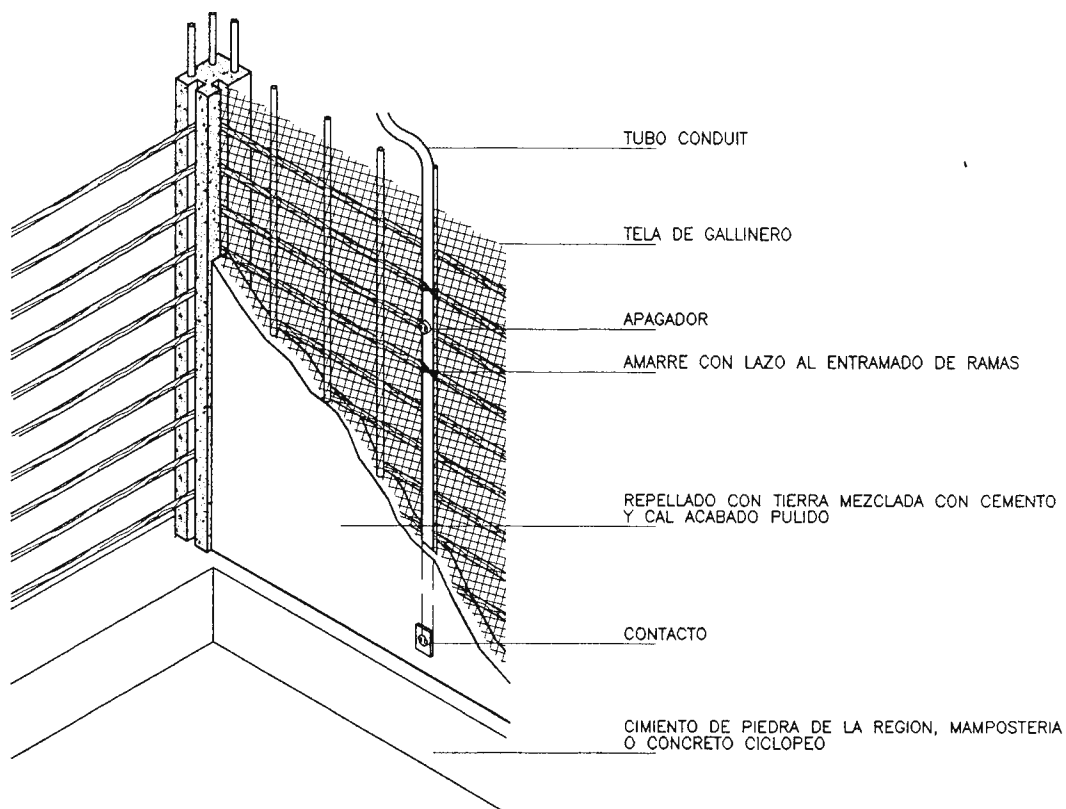 TUBO CONDUIT
TELA DE GALLINERO
APAGADOR
AMARRE CON LAZO AL ENTRAMADO DE RAMAS
REPELLADO CON TIERRA MEZCLADA CON CEMENTO
Y CAL ACABADO PULIDO
CONTACTO
CIMIENTO DE PIEDRA DE LA REGION, MAMPOSTERIA
O CONCRETO CICLOPEO